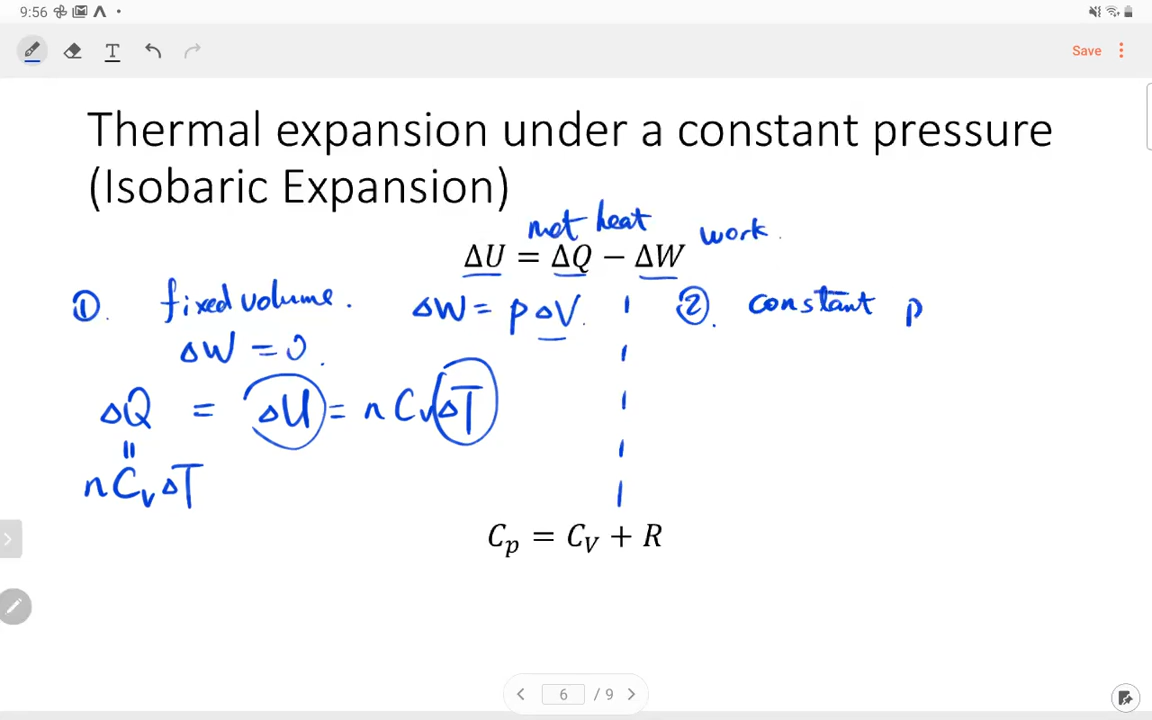 9:56
Save
Thermal expansion under a constant pressure
(Isobaric Expansion)
net heat work
ΔU = ΔQ − ΔW
① fixed volume. ΔW = pΔV. ② constant p
ΔW = 0.
ΔQ = ΔU = nCvΔT
=
nCvΔT
Cp = CV + R
6 / 9